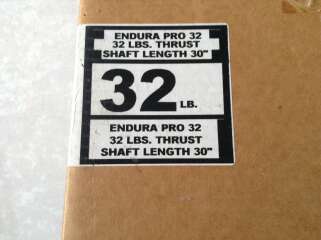 ENDURA PRO 32
32 LBS. THRUST
SHAFT LENGTH 30"
32 LB.
ENDURA PRO 32
32 LBS. THRUST
SHAFT LENGTH 30"